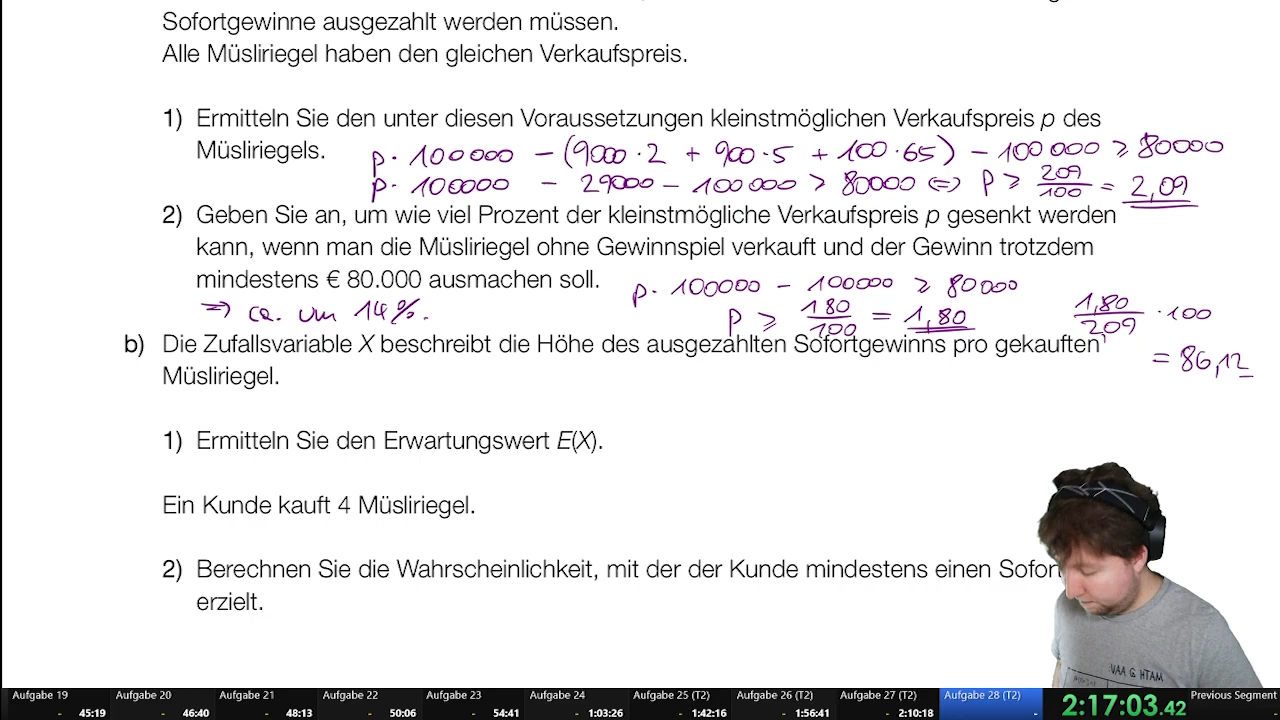 Sofortgewinne ausgezahlt werden müssen.
Alle Müsliriegel haben den gleichen Verkaufspreis.
1) Ermitteln Sie den unter diesen Voraussetzungen kleinstmöglichen Verkaufspreis p des
Müsliriegels. p · 100000 - (9000 · 2 + 900 · 5 + 100 · 65) - 100 000 ≥ 80000
p · 100000 - 29000 - 100 000 > 80000 ⇔ p ≥ 209/100 = 2,09
2) Geben Sie an, um wie viel Prozent der kleinstmögliche Verkaufspreis p gesenkt werden
kann, wenn man die Müsliriegel ohne Gewinnspiel verkauft und der Gewinn trotzdem
mindestens € 80.000 ausmachen soll. p · 100000 - 100000 ≥ 80000
⇒ ca. um 14%. p ≥ 180/100 = 1,80 1,80/209 · 100
b) Die Zufallsvariable X beschreibt die Höhe des ausgezahlten Sofortgewinns pro gekauften
= 86,12
Müsliriegel.
1) Ermitteln Sie den Erwartungswert E(X).
Ein Kunde kauft 4 Müsliriegel.
2) Berechnen Sie die Wahrscheinlichkeit, mit der der Kunde mindestens einen Sofor
erzielt.
VAA G HTAM
Aufgabe 19 Aufgabe 20 Aufgabe 21 Aufgabe 22 Aufgabe 23 Aufgabe 24 Aufgabe 25 (T2) Aufgabe 26 (T2) Aufgabe 27 (T2) Aufgabe 28 (T2) 2:17:03.42 Previous Segment
- 45:19 - 46:40 - 48:13 - 50:06 - 54:41 - 1:03:26 - 1:42:16 - 1:56:41 - 2:10:18 - -